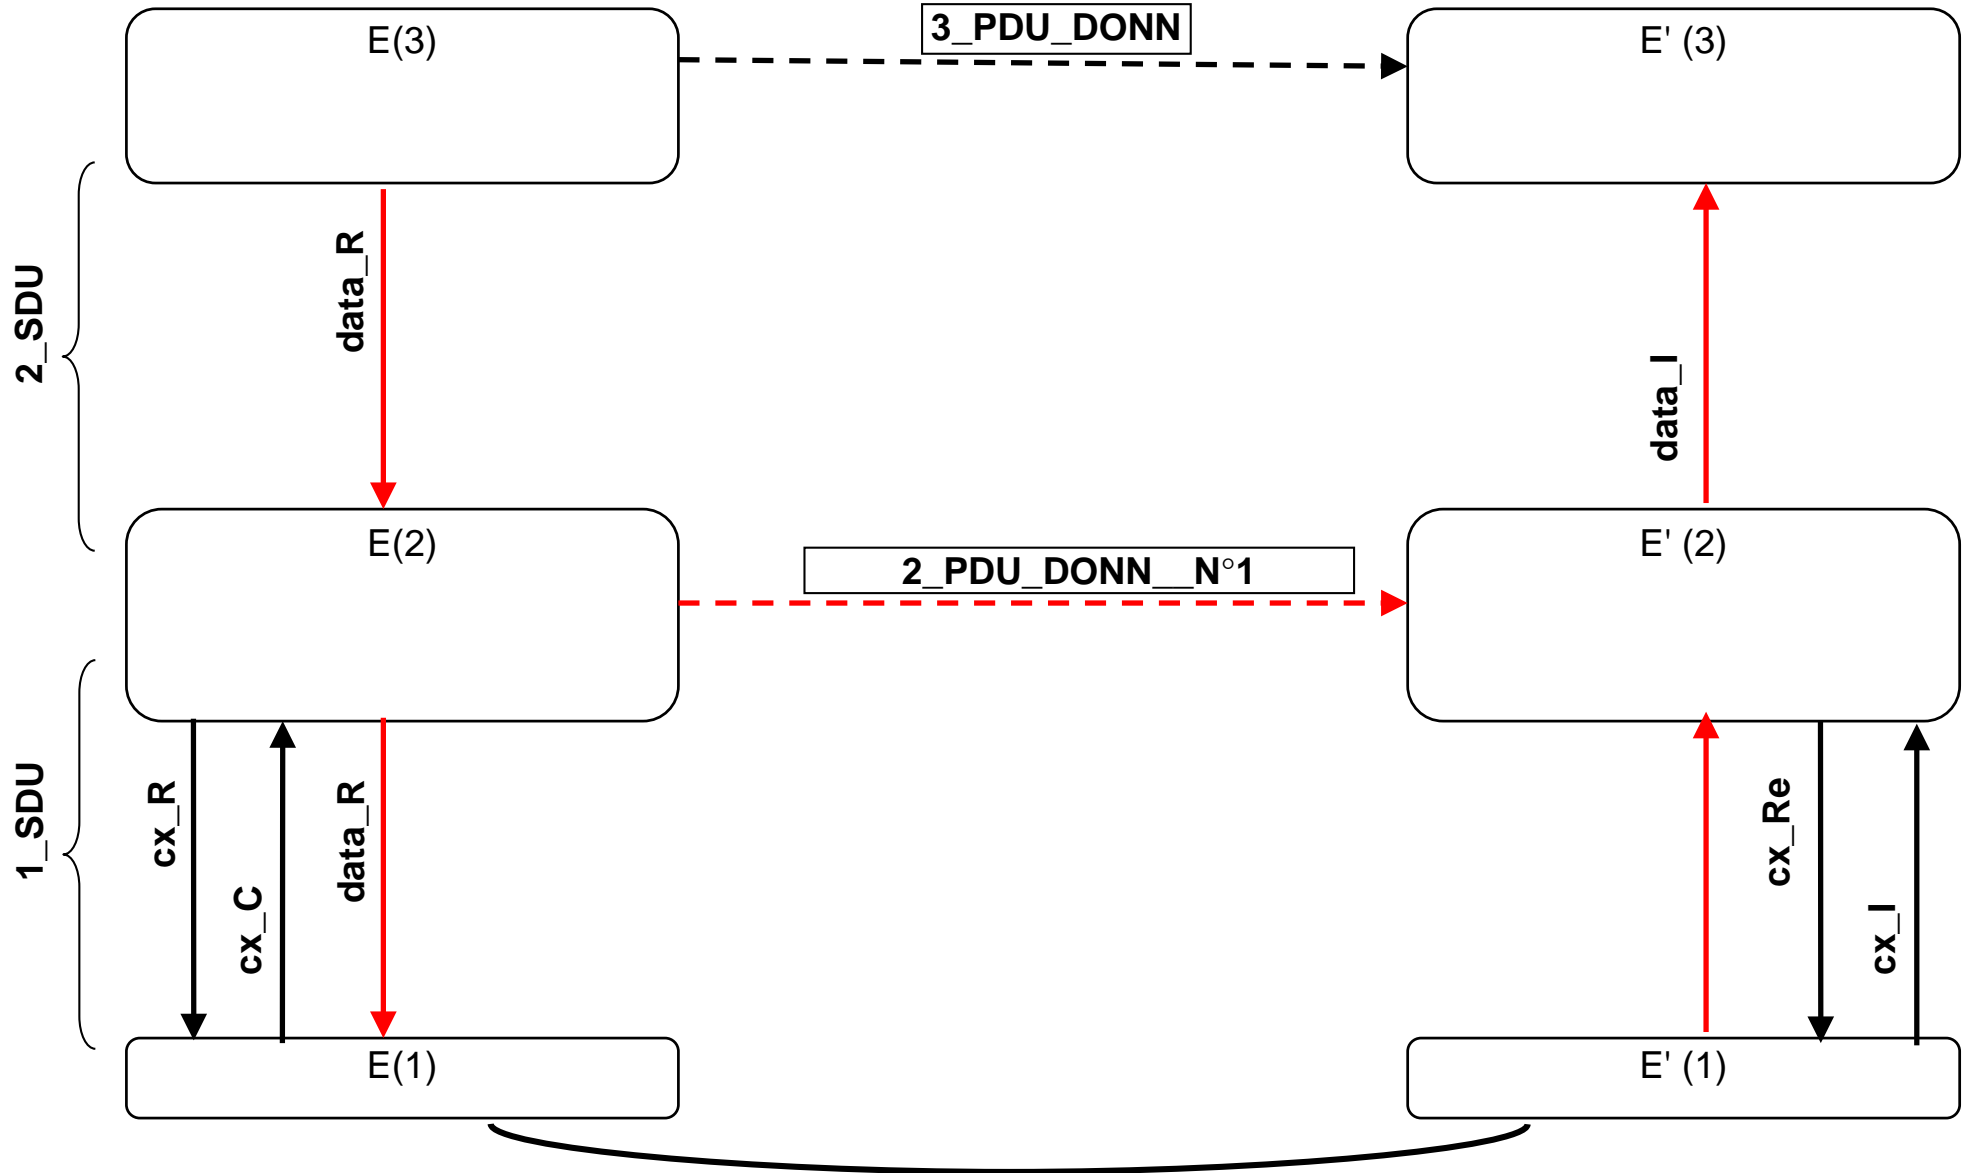 E(3)
3_PDU_DONN
E' (3)
2_SDU
data_R
data_I
E(2)
2_PDU_DONN__N°1
E' (2)
1_SDU
cx_R
cx_C
data_R
cx_Re
cx_I
E(1)
E' (1)